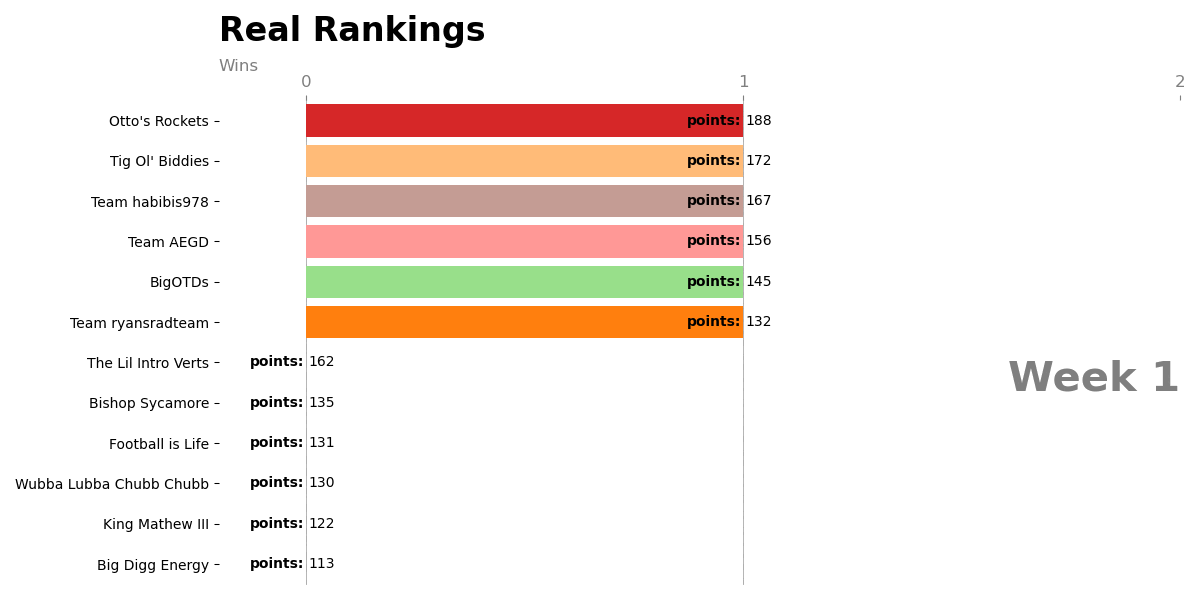 Real Rankings
Wins
0 1 2
Otto's Rockets points: 188
Tig Ol' Biddies points: 172
Team habibis978 points: 167
Team AEGD points: 156
BigOTDs points: 145
Team ryansradteam points: 132
The Lil Intro Verts points: 162
Week 1
Bishop Sycamore points: 135
Football is Life points: 131
Wubba Lubba Chubb Chubb points: 130
King Mathew III points: 122
Big Digg Energy points: 113